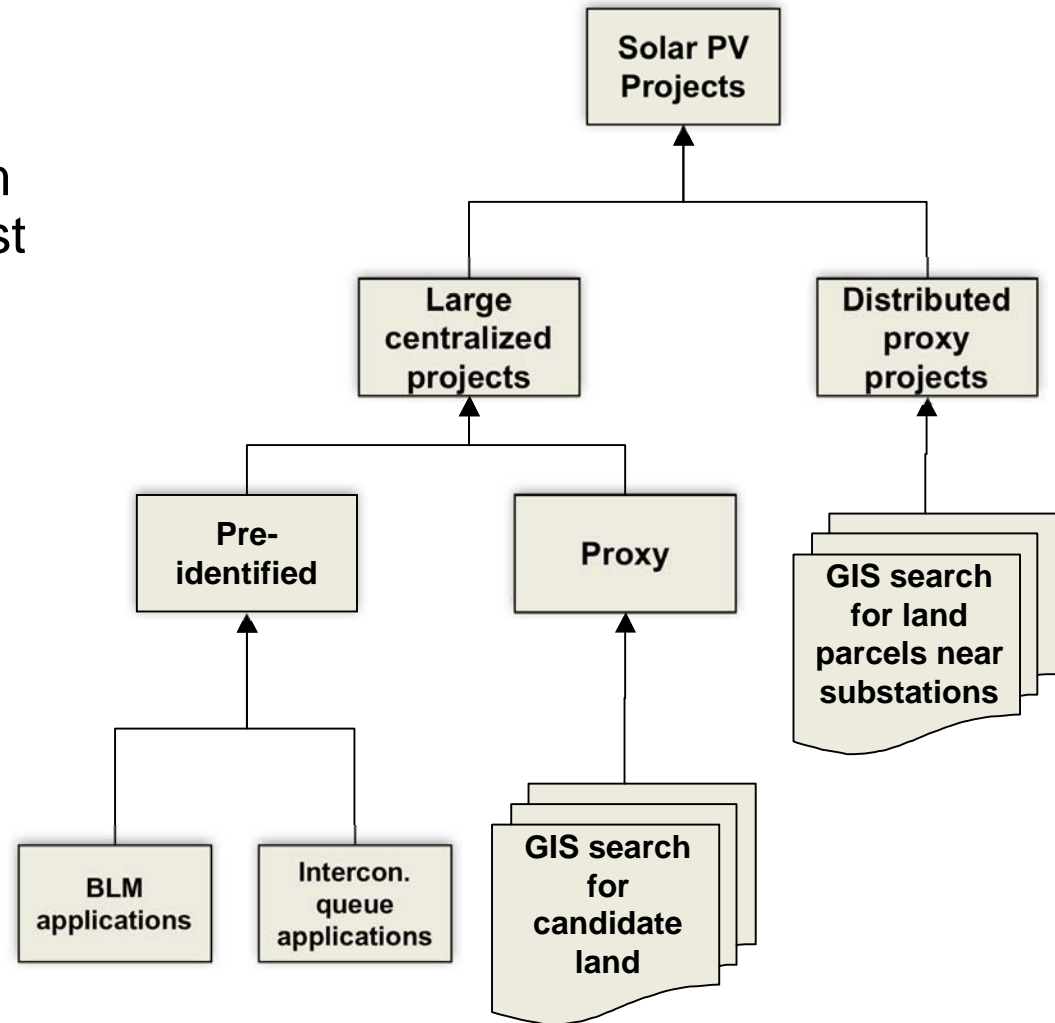 Solar PV
Projects
n
st
Large
centralized
projects
Distributed
proxy
projects
Pre-
identified
Proxy
GIS search
for land
parcels near
substations
BLM
applications
Intercon.
queue
applications
GIS search
for
candidate
land